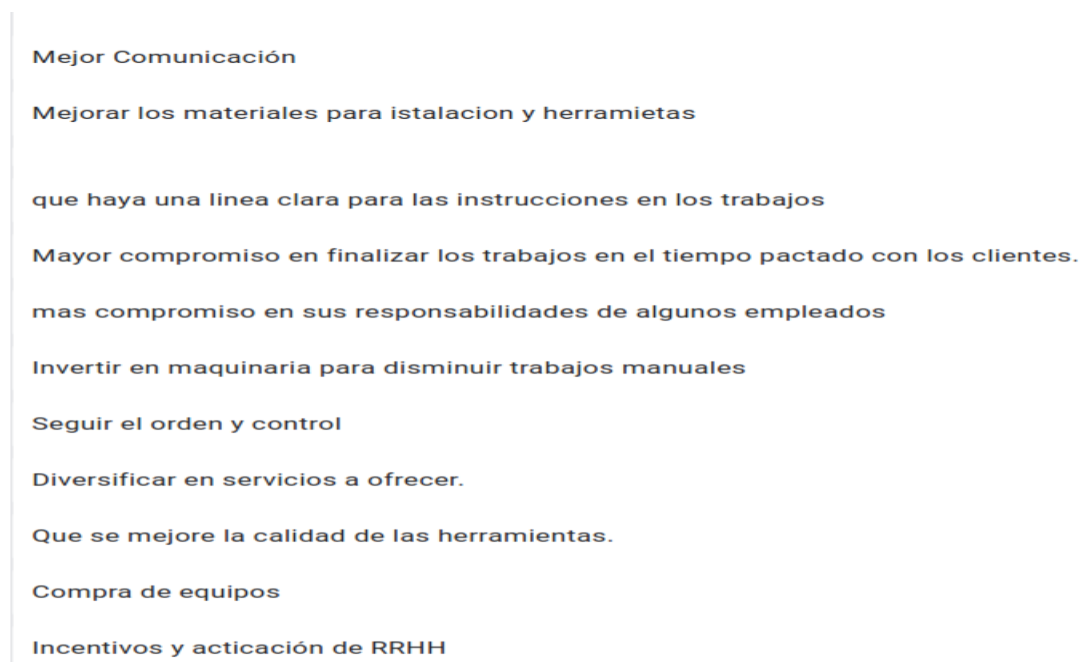 Mejor Comunicación
Mejorar los materiales para istalacion y herramietas
que haya una linea clara para las instrucciones en los trabajos
Mayor compromiso en finalizar los trabajos en el tiempo pactado con los clientes.
mas compromiso en sus responsabilidades de algunos empleados
Invertir en maquinaria para disminuir trabajos manuales
Seguir el orden y control
Diversificar en servicios a ofrecer.
Que se mejore la calidad de las herramientas.
Compra de equipos
Incentivos y acticación de RRHH